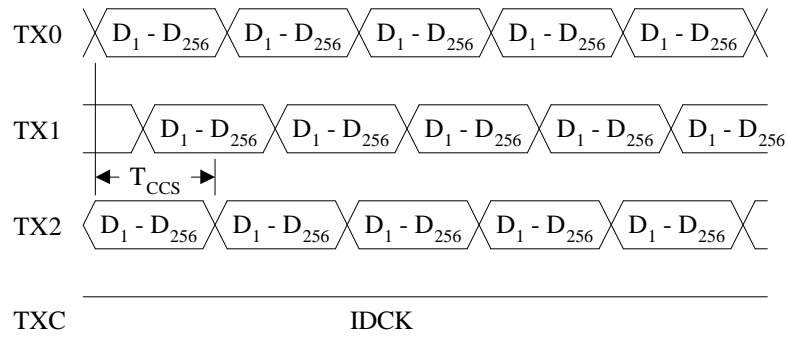 TX0 D₁ - D₂₅₆ D₁ - D₂₅₆ D₁ - D₂₅₆ D₁ - D₂₅₆ D₁ - D₂₅₆
TX1 D₁ - D₂₅₆ D₁ - D₂₅₆ D₁ - D₂₅₆ D₁ - D₂₅₆ D₁ - D₂₅₆
T_CCS
TX2 D₁ - D₂₅₆ D₁ - D₂₅₆ D₁ - D₂₅₆ D₁ - D₂₅₆ D₁ - D₂₅₆
TXC IDCK